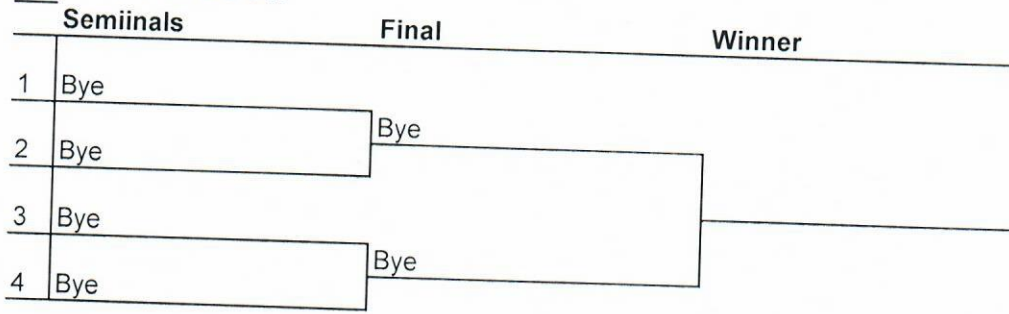 Semiinals Final Winner
1 Bye
Bye
2 Bye
3 Bye
Bye
4 Bye